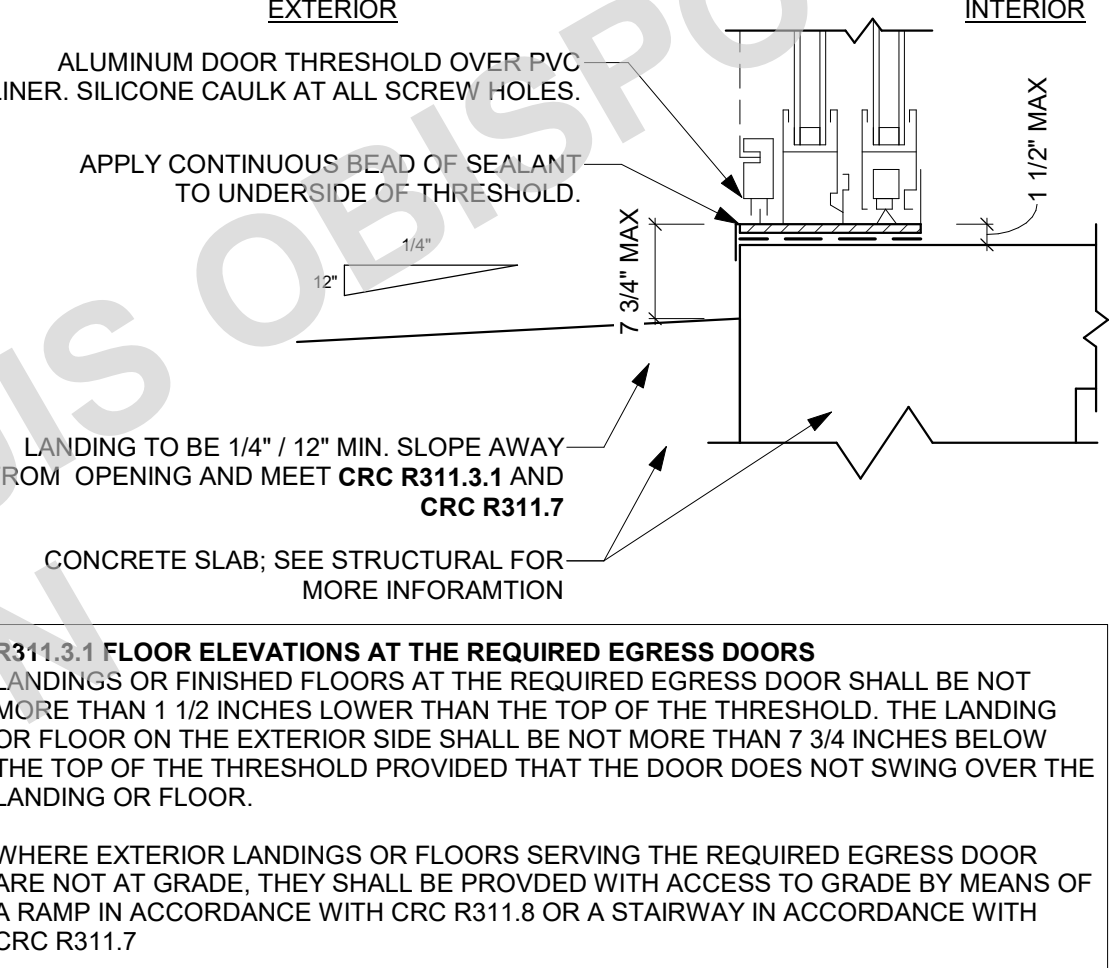 EXTERIOR
INTERIOR
ALUMINUM DOOR THRESHOLD OVER PVC
LINER. SILICONE CAULK AT ALL SCREW HOLES.
APPLY CONTINUOUS BEAD OF SEALANT
TO UNDERSIDE OF THRESHOLD.
1/4"
12"
7 3/4" MAX
1 1/2" MAX
LANDING TO BE 1/4" / 12" MIN. SLOPE AWAY
FROM OPENING AND MEET CRC R311.3.1 AND
CRC R311.7
CONCRETE SLAB; SEE STRUCTURAL FOR
MORE INFORAMTION
R311.3.1 FLOOR ELEVATIONS AT THE REQUIRED EGRESS DOORS
LANDINGS OR FINISHED FLOORS AT THE REQUIRED EGRESS DOOR SHALL BE NOT
MORE THAN 1 1/2 INCHES LOWER THAN THE TOP OF THE THRESHOLD. THE LANDING
OR FLOOR ON THE EXTERIOR SIDE SHALL BE NOT MORE THAN 7 3/4 INCHES BELOW
THE TOP OF THE THRESHOLD PROVIDED THAT THE DOOR DOES NOT SWING OVER THE
LANDING OR FLOOR.
WHERE EXTERIOR LANDINGS OR FLOORS SERVING THE REQUIRED EGRESS DOOR
ARE NOT AT GRADE, THEY SHALL BE PROVDED WITH ACCESS TO GRADE BY MEANS OF
A RAMP IN ACCORDANCE WITH CRC R311.8 OR A STAIRWAY IN ACCORDANCE WITH
CRC R311.7
UIS OBISPO
N